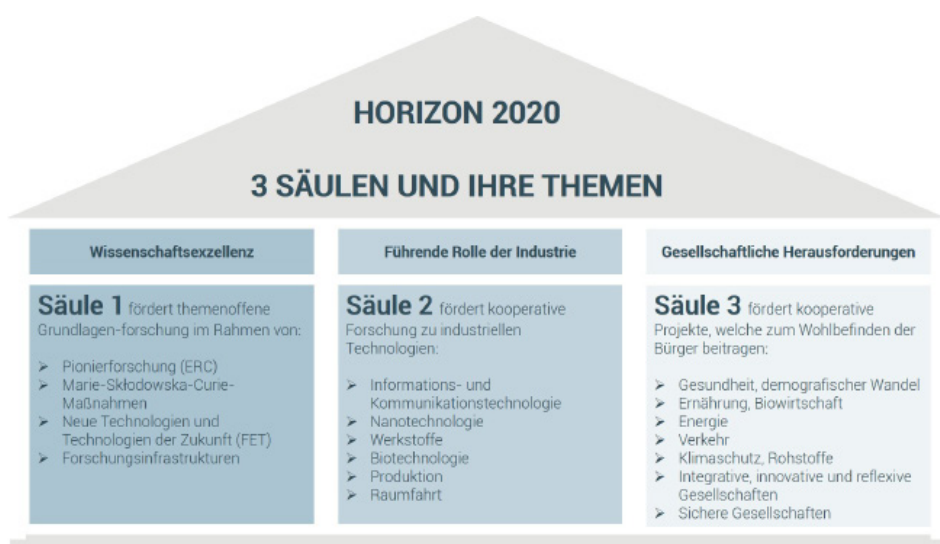 HORIZON 2020
3 SÄULEN UND IHRE THEMEN
Wissenschaftsexzellenz
Säule 1 fördert themenoffene
Grundlagen-forschung im Rahmen von:
➢ Pionierforschung (ERC)
➢ Marie-Skłodowska-Curie-
Maßnahmen
➢ Neue Technologien und
Technologien der Zukunft (FET)
➢ Forschungsinfrastrukturen
Führende Rolle der Industrie
Säule 2 fördert kooperative
Forschung zu industriellen
Technologien:
➢ Informations- und
Kommunikationstechnologie
➢ Nanotechnologie
➢ Werkstoffe
➢ Biotechnologie
➢ Produktion
➢ Raumfahrt
Gesellschaftliche Herausforderungen
Säule 3 fördert kooperative
Projekte, welche zum Wohlbefinden der
Bürger beitragen:
➢ Gesundheit, demografischer Wandel
➢ Ernährung, Biowirtschaft
➢ Energie
➢ Verkehr
➢ Klimaschutz, Rohstoffe
➢ Integrative, innovative und reflexive
Gesellschaften
➢ Sichere Gesellschaften